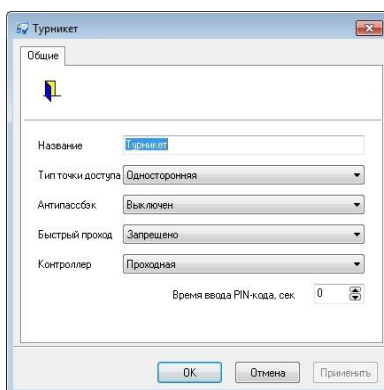 Турникет
Общие
Название Турникет
Тип точки доступа Односторонняя
Антипассбэк Выключен
Быстрый проход Запрещено
Контроллер Проходная
Время ввода PIN-кода, сек 0
OK Отмена Применить